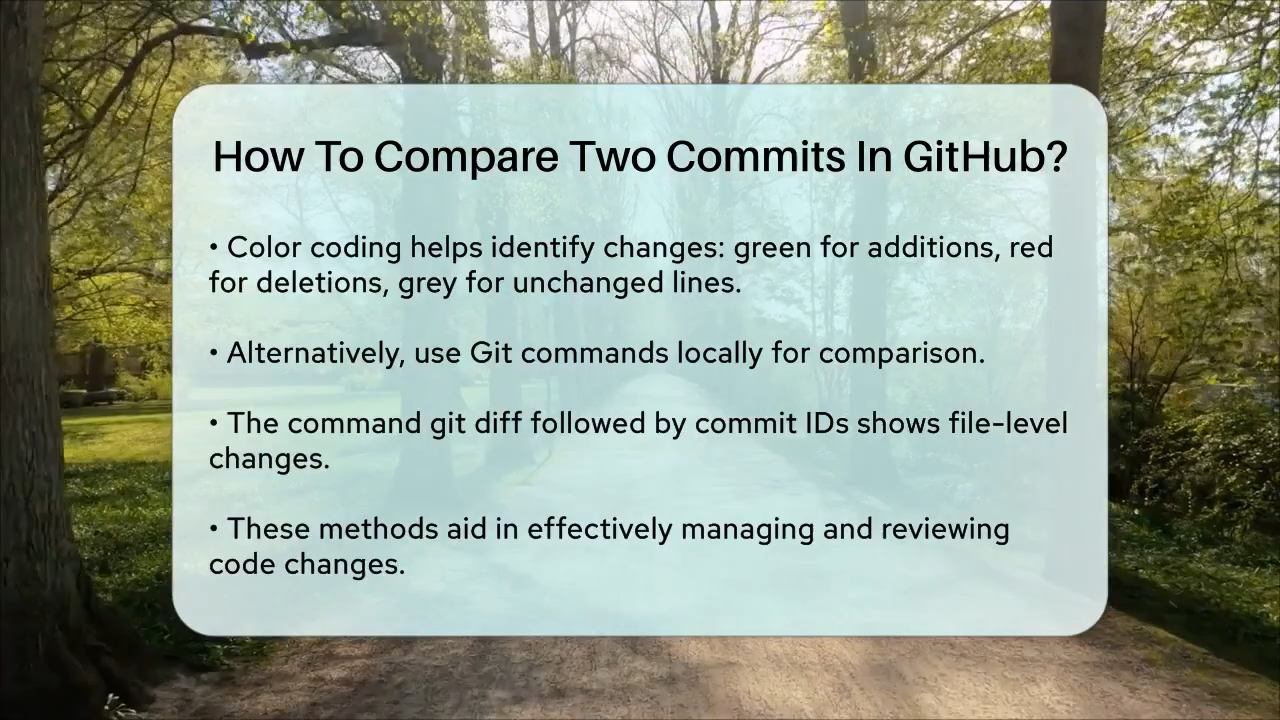 How To Compare Two Commits In GitHub?
• Color coding helps identify changes: green for additions, red
for deletions, grey for unchanged lines.
• Alternatively, use Git commands locally for comparison.
• The command git diff followed by commit IDs shows file-level
changes.
• These methods aid in effectively managing and reviewing
code changes.